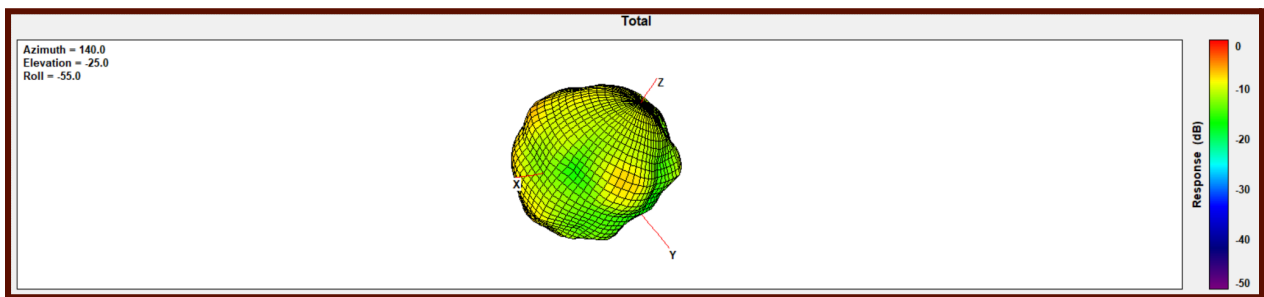 Total
Azimuth = 140.0
Elevation = -25.0
Roll = -55.0
Z
X
Y
0
-10
-20
-30
-40
-50
Response (dB)